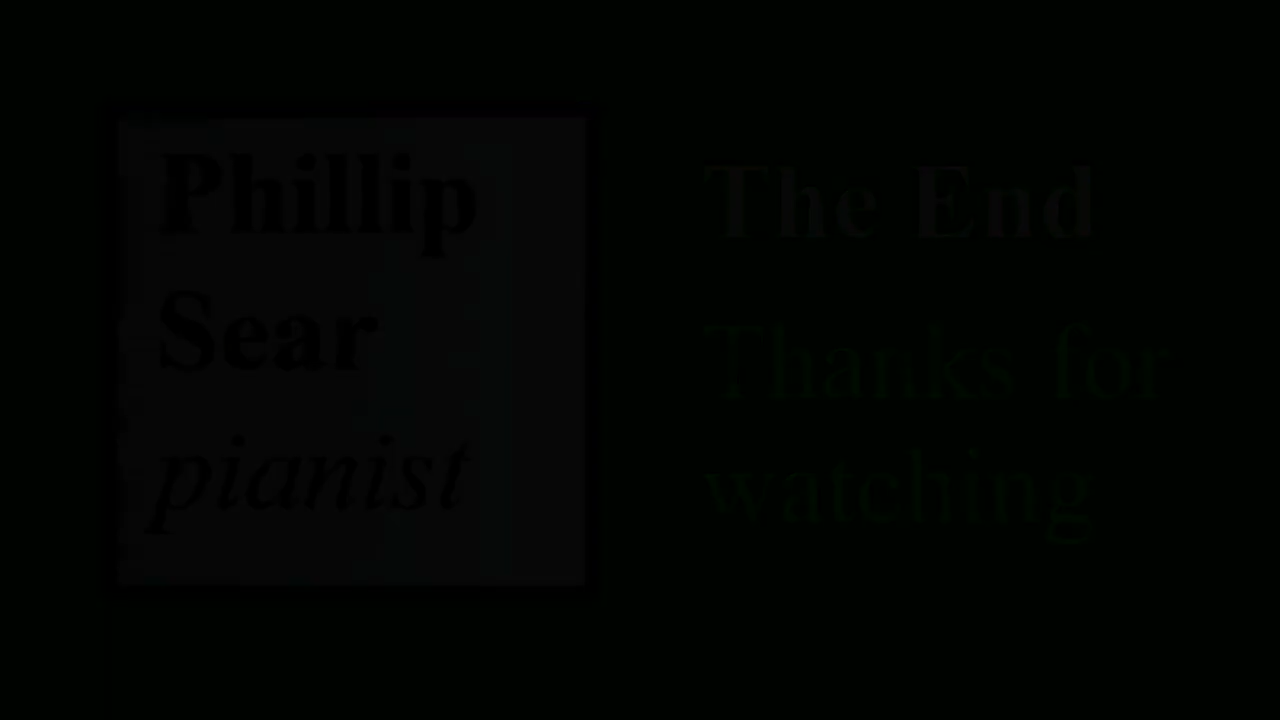 Phillip
Sear
pianist
The End
Thanks for
watching